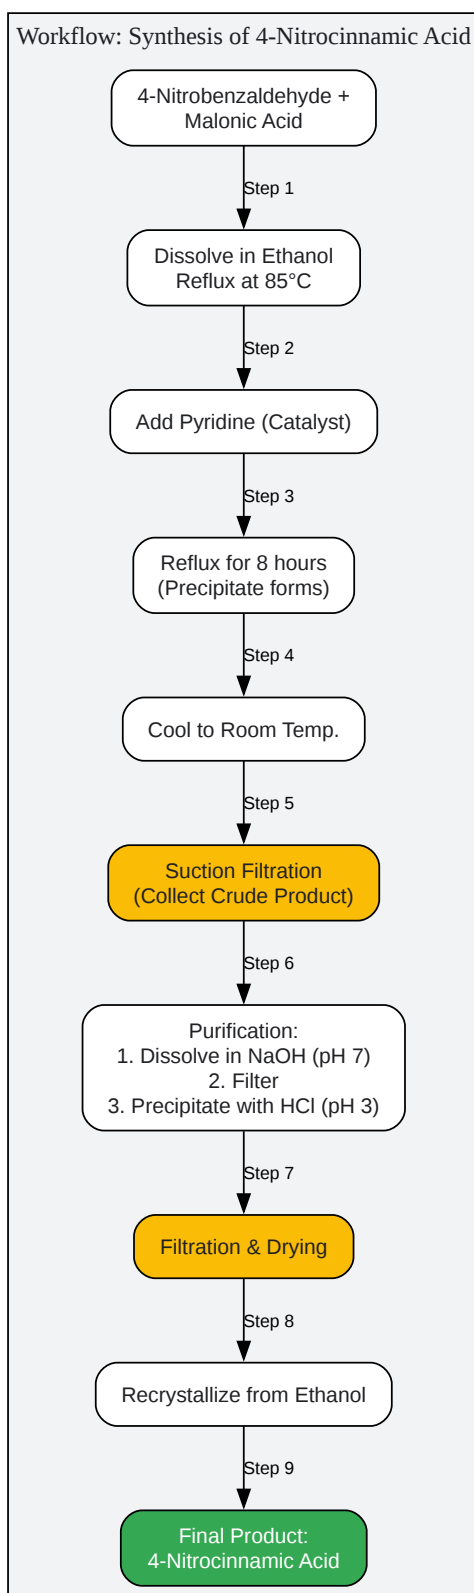 Workflow: Synthesis of 4-Nitrocinnamic Acid
4-Nitrobenzaldehyde +
Malonic Acid
Step 1
Dissolve in Ethanol
Reflux at 85°C
Step 2
Add Pyridine (Catalyst)
Step 3
Reflux for 8 hours
(Precipitate forms)
Step 4
Cool to Room Temp.
Step 5
Suction Filtration
(Collect Crude Product)
Step 6
Purification:
1. Dissolve in NaOH (pH 7)
2. Filter
3. Precipitate with HCl (pH 3)
Step 7
Filtration & Drying
Step 8
Recrystallize from Ethanol
Step 9
Final Product:
4-Nitrocinnamic Acid